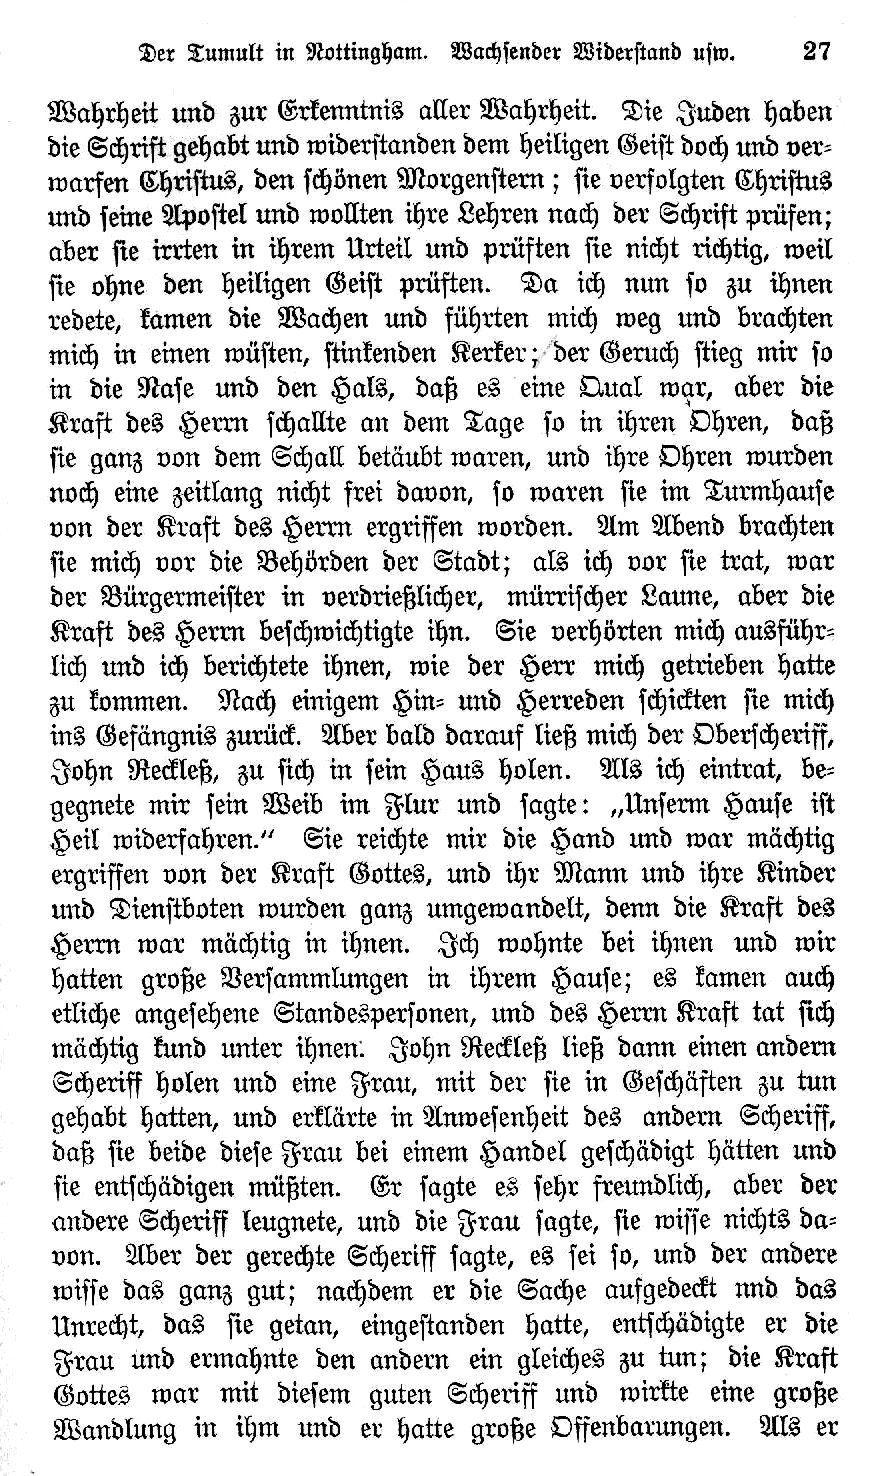 Der Tumult in Nottingham. Wachsender Widerstand usw. 27
Wahrheit und zur Erkenntnis aller Wahrheit. Die Juden haben
die Schrift gehabt und widerstanden dem heiligen Geist doch und ver-
warfen Christus, den schönen Morgenstern; sie verfolgten Christus
und seine Apostel und wollten ihre Lehren nach der Schrift prüfen;
aber sie irrten in ihrem Urteil und prüften sie nicht richtig, weil
sie ohne den heiligen Geist prüften. Da ich nun so zu ihnen
redete, kamen die Wachen und führten mich weg und brachten
mich in einen wüsten, stinkenden Kerker; der Geruch stieg mir so
in die Nase und den Hals, daß es eine Qual war, aber die
Kraft des Herrn schallte an dem Tage so in ihren Ohren, daß
sie ganz von dem Schall betäubt waren, und ihre Ohren wurden
noch eine zeitlang nicht frei davon, so waren sie im Turmhause
von der Kraft des Herrn ergriffen worden. Am Abend brachten
sie mich vor die Behörden der Stadt; als ich vor sie trat, war
der Bürgermeister in verdrießlicher, mürrischer Laune, aber die
Kraft des Herrn beschwichtigte ihn. Sie verhörten mich ausführ-
lich und ich berichtete ihnen, wie der Herr mich getrieben hatte
zu kommen. Nach einigem Hin- und Herreden schickten sie mich
ins Gefängnis zurück. Aber bald darauf ließ mich der Oberscheriff,
John Reckleß, zu sich in sein Haus holen. Als ich eintrat, be-
gegnete mir sein Weib im Flur und sagte: „Unserm Hause ist
Heil widerfahren.“ Sie reichte mir die Hand und war mächtig
ergriffen von der Kraft Gottes, und ihr Mann und ihre Kinder
und Dienstboten wurden ganz umgewandelt, denn die Kraft des
Herrn war mächtig in ihnen. Ich wohnte bei ihnen und wir
hatten große Versammlungen in ihrem Hause; es kamen auch
etliche angesehene Standespersonen, und des Herrn Kraft tat sich
mächtig kund unter ihnen. John Reckleß ließ dann einen andern
Scheriff holen und eine Frau, mit der sie in Geschäften zu tun
gehabt hatten, und erklärte in Anwesenheit des andern Scheriff,
daß sie beide diese Frau bei einem Handel geschädigt hätten und
sie entschädigen müßten. Er sagte es sehr freundlich, aber der
andere Scheriff leugnete, und die Frau sagte, sie wisse nichts da-
von. Aber der gerechte Scheriff sagte, es sei so, und der andere
wisse das ganz gut; nachdem er die Sache aufgedeckt nnd das
Unrecht, das sie getan, eingestanden hatte, entschädigte er die
Frau und ermahnte den andern ein gleiches zu tun; die Kraft
Gottes war mit diesem guten Scheriff und wirkte eine große
Wandlung in ihm und er hatte große Offenbarungen. Als er